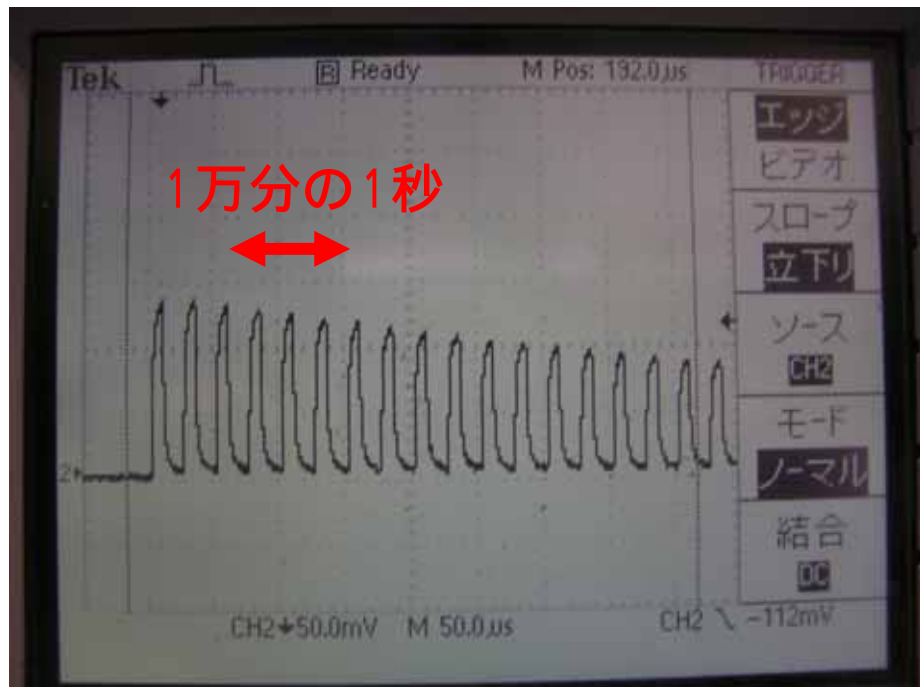 Tek
R Ready
M Pos: 192.0µs
TRIGGER
1万分の1秒
エッジ
ビデオ
スロープ
立下り
ソース
CH2
モード
ノーマル
結合
DC
2
CH2 50.0mV
M 50.0µs
CH2
-112mV